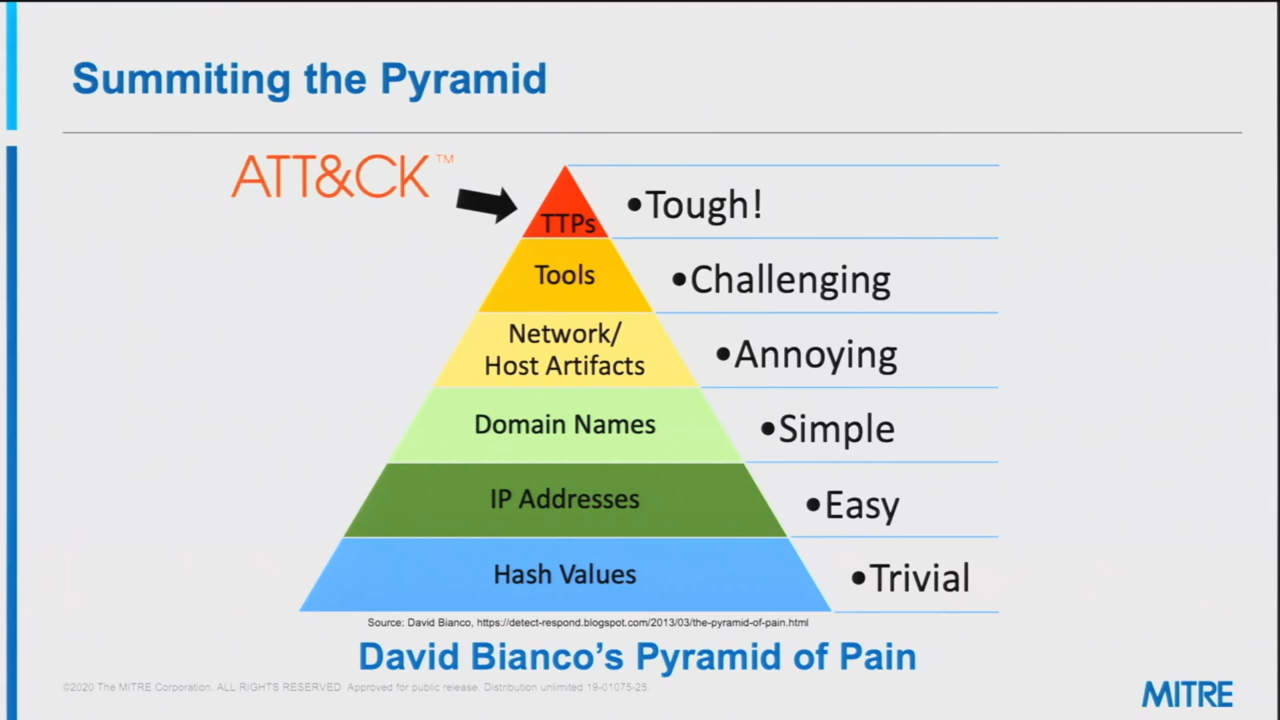 Summiting the Pyramid
ATT&CK™
TTPs
•Tough!
Tools
•Challenging
Network/
Host Artifacts
•Annoying
Domain Names
•Simple
IP Addresses
•Easy
Hash Values
•Trivial
Source: David Bianco, https://detect-respond.blogspot.com/2013/03/the-pyramid-of-pain.html
David Bianco’s Pyramid of Pain
©2020 The MITRE Corporation. ALL RIGHTS RESERVED Approved for public release. Distribution unlimited 19-01075-25.
MITRE